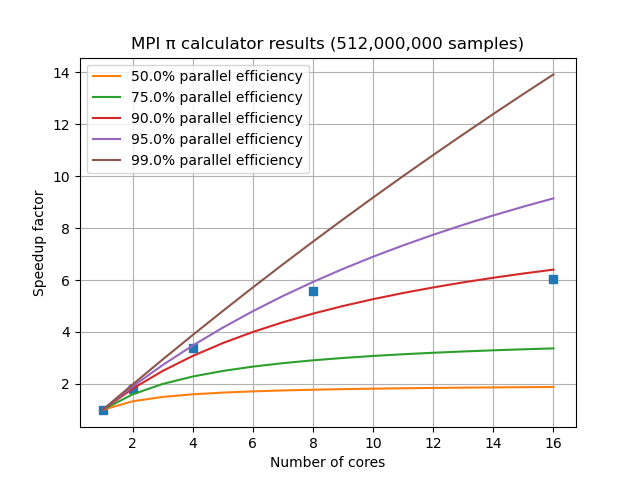 MPI π calculator results (512,000,000 samples)
50.0% parallel efficiency
75.0% parallel efficiency
90.0% parallel efficiency
95.0% parallel efficiency
99.0% parallel efficiency
Speedup factor
14
12
10
8
6
4
2
2 4 6 8 10 12 14 16
Number of cores